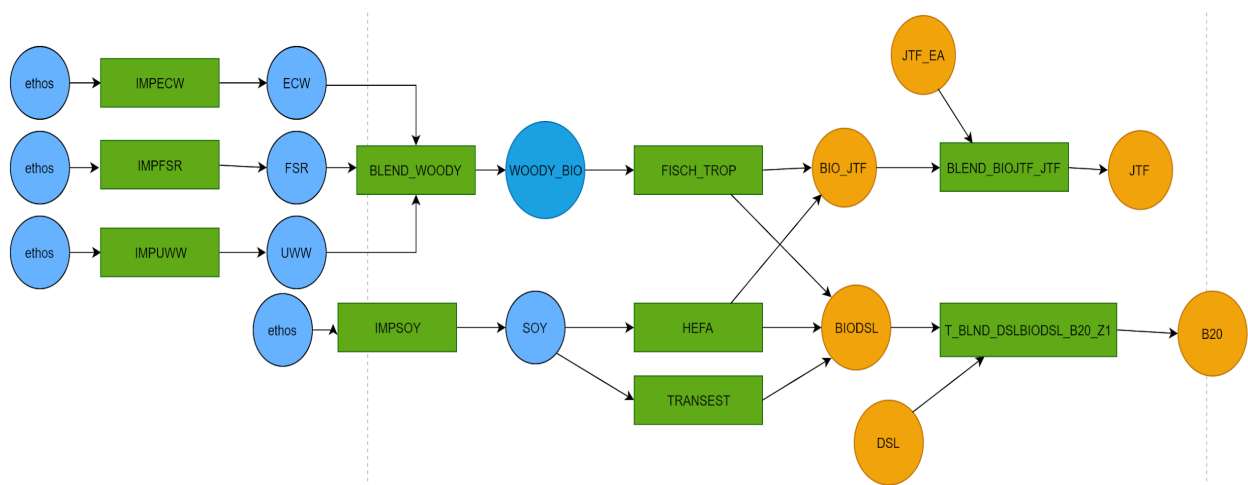 JTF_EA
ethos
IMPECW
ECW
ethos
IMPFSR
FSR
BLEND_WOODY
WOODY_BIO
FISCH_TROP
BIO_JTF
BLEND_BIOJTF_JTF
JTF
ethos
IMPUWW
UWW
ethos
IMPSOY
SOY
HEFA
BIODSL
T_BLND_DSLBIODSL_B20_Z1
B20
TRANSEST
DSL